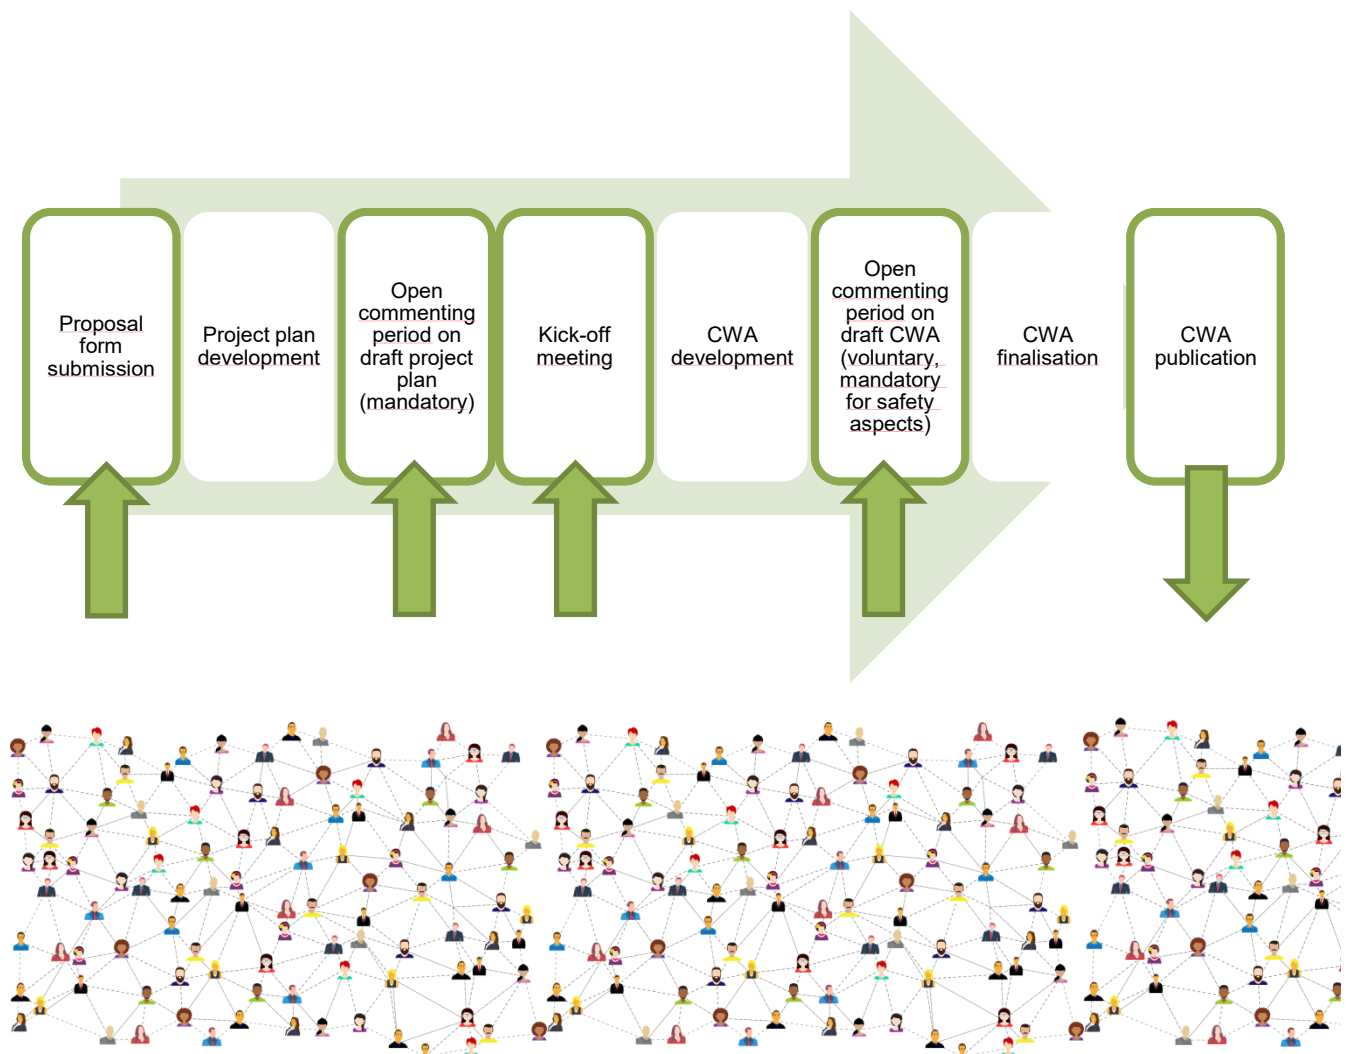 Proposal
form
submission
Project plan
development
Open
commenting
period on
draft project
plan
(mandatory)
Kick-off
meeting
CWA
development
Open
commenting
period on
draft CWA
(voluntary,
mandatory
for safety
aspects)
CWA
finalisation
CWA
publication